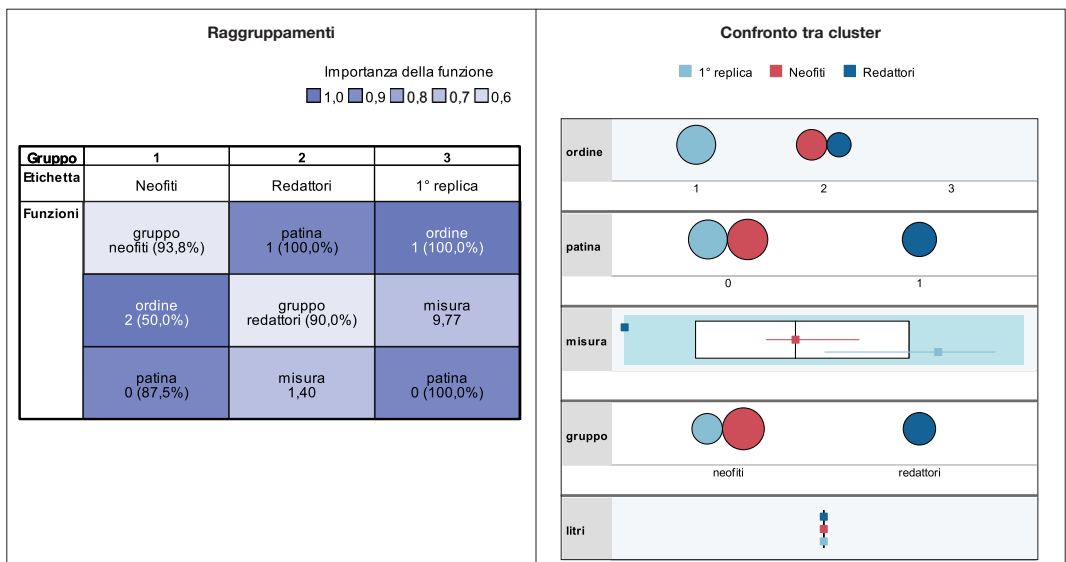 Raggruppamenti
Importanza della funzione
1,0 0,9 0,8 0,7 0,6
Gruppo 1 2 3
Etichetta Neofiti Redattori 1° replica
Funzioni
gruppo
neofiti (93,8%)
patina
1 (100,0%)
ordine
1 (100,0%)
ordine
2 (50,0%)
gruppo
redattori (90,0%)
misura
9,77
patina
0 (87,5%)
misura
1,40
patina
0 (100,0%)
Confronto tra cluster
1° replica Neofiti Redattori
ordine
1 2 3
patina
0 1
misura
gruppo
neofiti redattori
litri